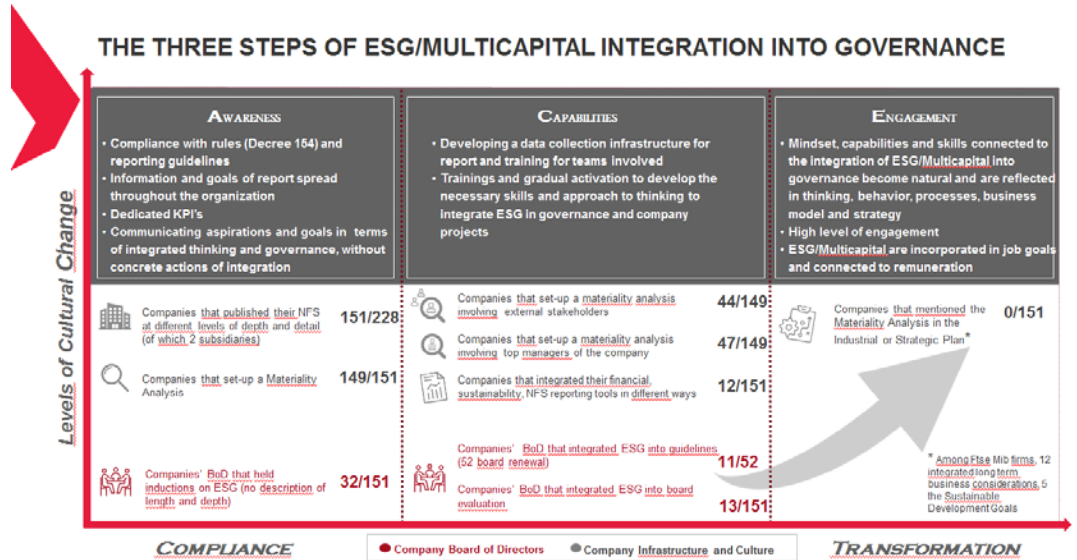 THE THREE STEPS OF ESG/MULTICAPITAL INTEGRATION INTO GOVERNANCE
Levels of Cultural Change
AWARENESS
• Compliance with rules (Decree 154) and
reporting guidelines
• Information and goals of report spread
throughout the organization
• Dedicated KPI's
• Communicating aspirations and goals in terms
of integrated thinking and governance, without
concrete actions of integration
CAPABILITIES
• Developing a data collection infrastructure for
report and training for teams involved
• Trainings and gradual activation to develop the
necessary skills and approach to thinking to
integrate ESG in governance and company
projects
ENGAGEMENT
• Mindset, capabilities and skills connected to
the integration of ESG/Multicapital into
governance become natural and are reflected
in thinking, behavior, processes, business
model and strategy
• High level of engagement
• ESG/Multicapital are incorporated in job goals
and connected to remuneration
Companies that published their NFS
at different levels of depth and detail
(of which 2 subsidiaries)
151/228
Companies that set-up a Materiality
Analysis
149/151
Companies' BoD that held
inductions on ESG (no description of
length and depth)
32/151
Companies that set-up a materiality analysis
involving external stakeholders
44/149
Companies that set-up a materiality analysis
involving top managers of the company
47/149
Companies that integrated their financial,
sustainability, NFS reporting tools in different ways
12/151
Companies' BoD that integrated ESG into guidelines
(52 board renewal)
11/52
Companies' BoD that integrated ESG into board
evaluation
13/151
Companies that mentioned the
Materiality Analysis in the
Industrial or Strategic Plan*
0/151
* Among Ftse Mib firms, 12
integrated long term
business considerations, 5
the Sustainable
Development Goals
COMPLIANCE
Company Board of Directors
Company Infrastructure and Culture
TRANSFORMATION